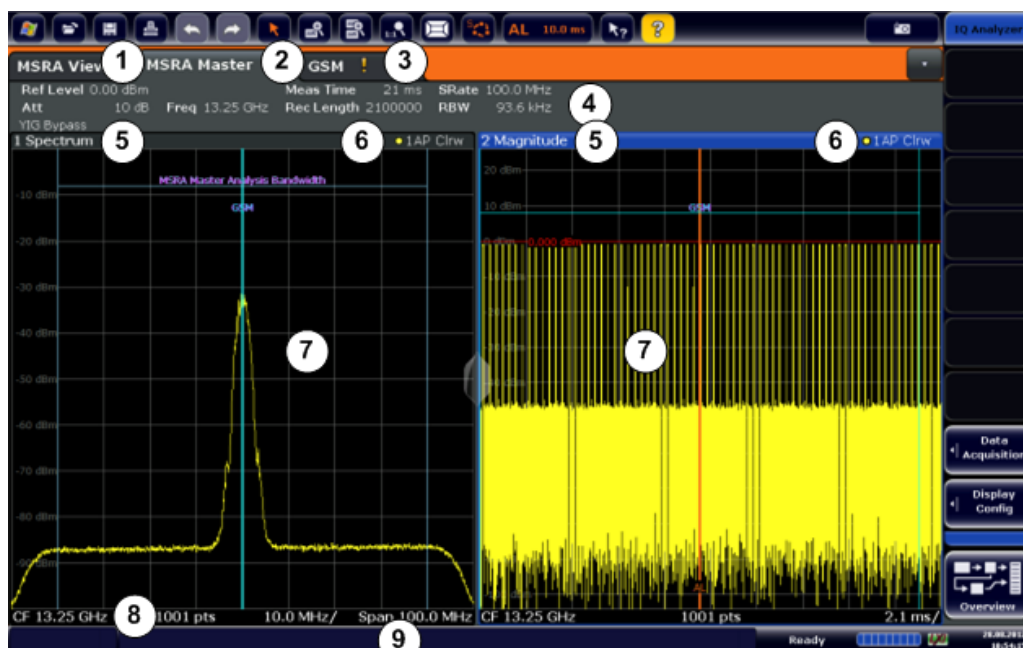 AL 10.0 ms ?
IQ Analyzer
MSRA View 1 MSRA Master 2 GSM ! 3
Ref Level 0.00 dBm Meas Time 21 ms SRate 100.0 MHz
Att 10 dB Freq 13.25 GHz Rec Length 2100000 RBW 93.6 kHz 4
YIG Bypass
1 Spectrum 5 6 1AP Clrw
2 Magnitude 5 6 1AP Clrw
MSRA Master Analysis Bandwidth
GSM
-10 dBm
-20 dBm
-30 dBm
-40 dBm
-50 dBm
-60 dBm
-70 dBm
-80 dBm
-90 dBm
7
20 dBm
10 dBm
GSM
0 dBm 0.000 dBm
7
CF 13.25 GHz 8 1001 pts 10.0 MHz/ Span 100.0 MHz
CF 13.25 GHz 1001 pts 2.1 ms/
Data
Acquisition
Display
Config
Overview
9
Ready